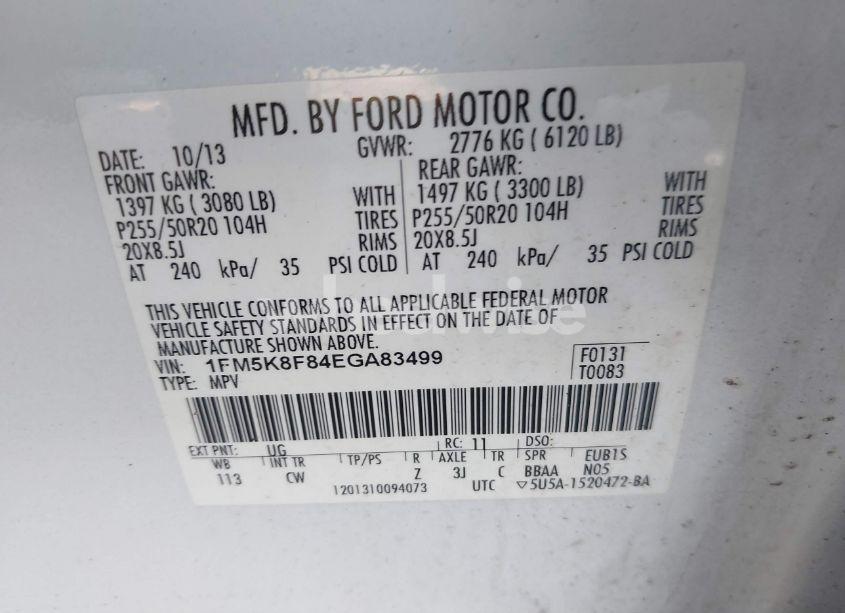 MFD. BY FORD MOTOR CO.
DATE: 10/13 GVWR: 2776 KG ( 6120 LB)
FRONT GAWR: REAR GAWR:
1397 KG ( 3080 LB) WITH 1497 KG ( 3300 LB) WITH
P255/50R20 104H TIRES P255/50R20 104H TIRES
20X8.5J RIMS 20X8.5J RIMS
AT 240 kPa/ 35 PSI COLD AT 240 kPa/ 35 PSI COLD
THIS VEHICLE CONFORMS TO ALL APPLICABLE FEDERAL MOTOR
VEHICLE SAFETY STANDARDS IN EFFECT ON THE DATE OF
MANUFACTURE SHOWN ABOVE.
VIN: 1FM5K8F84EGA83499 F0131
TYPE: MPV T0083
EXT PNT: UG RC: 11 DSO:
WB INT TR TP/PS R AXLE TR SPR EUB1S
113 CW Z 3J C BBAA N05
1201310094073 UTC ▽5U5A-1520472-BA